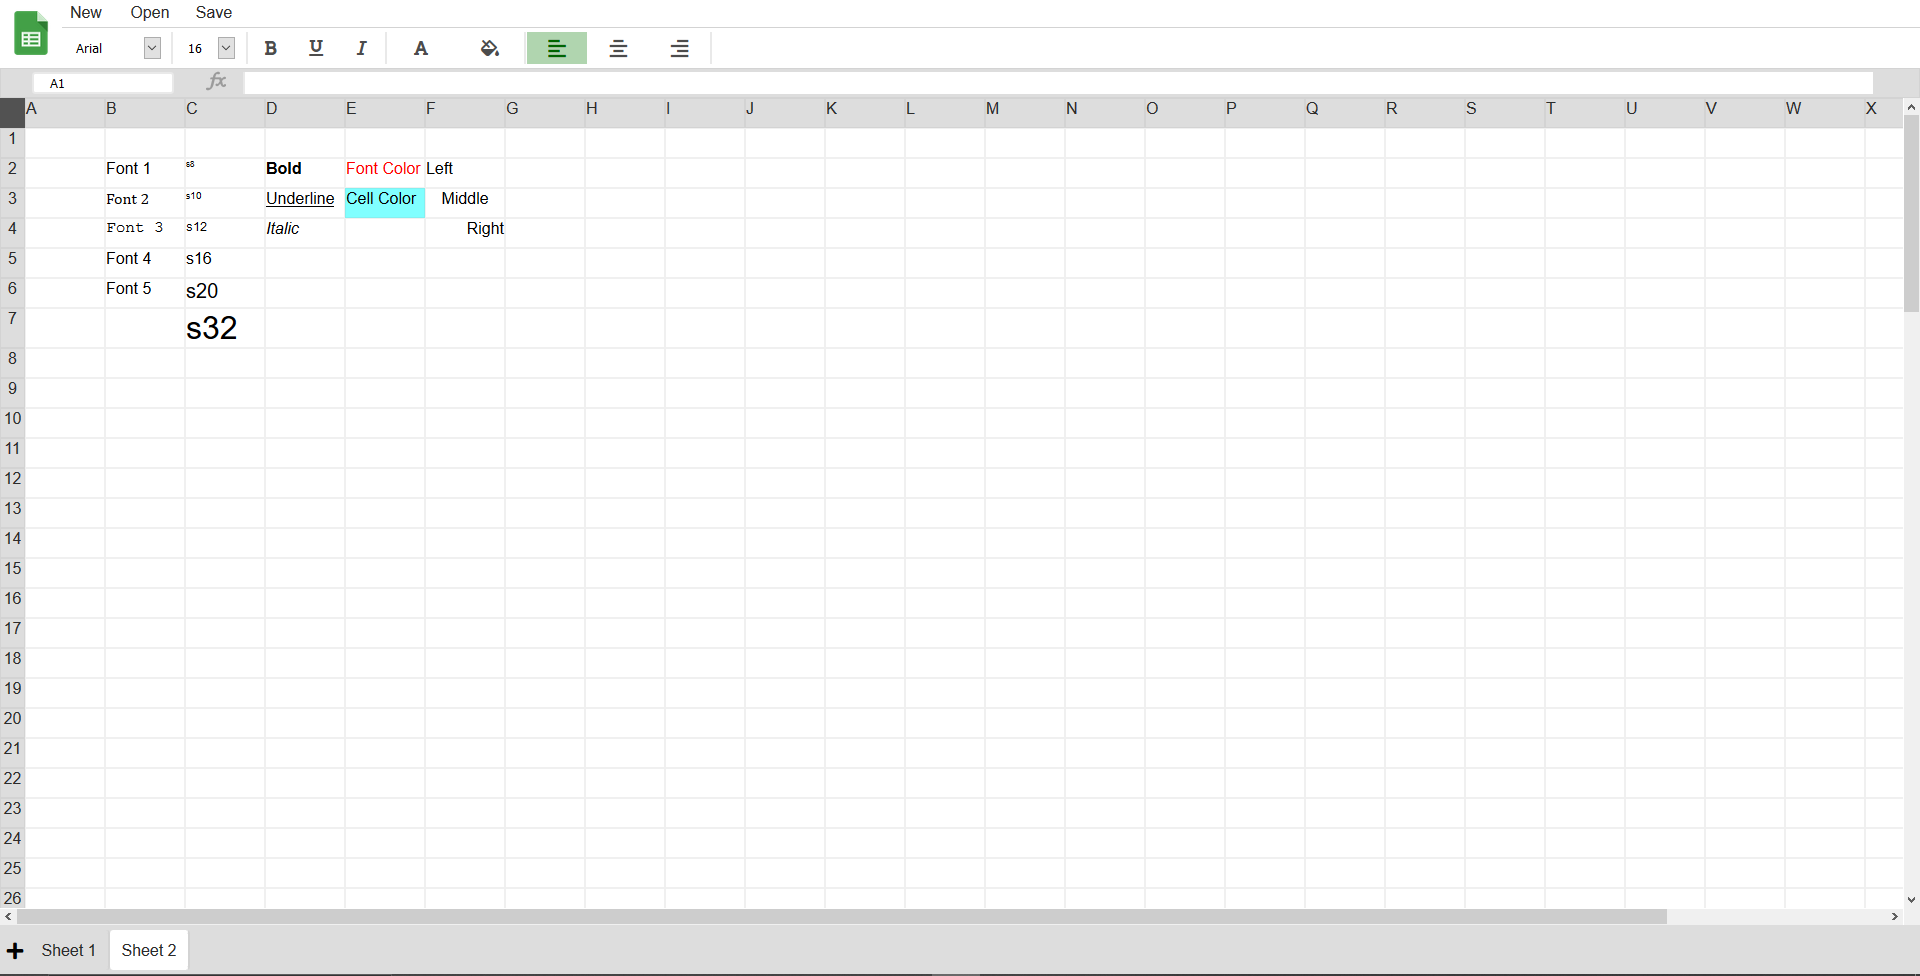 New Open Save
Arial 16 B U I A
A1 fx
A B C D E F G H I J K L M N O P Q R S T U V W X
1
2 Font 1 s8 Bold Font Color Left
3 Font 2 s10 Underline Cell Color Middle
4 Font 3 s12 Italic Right
5 Font 4 s16
6 Font 5 s20
7 s32
8
9
10
11
12
13
14
15
16
17
18
19
20
21
22
23
24
25
26
Sheet 1 Sheet 2